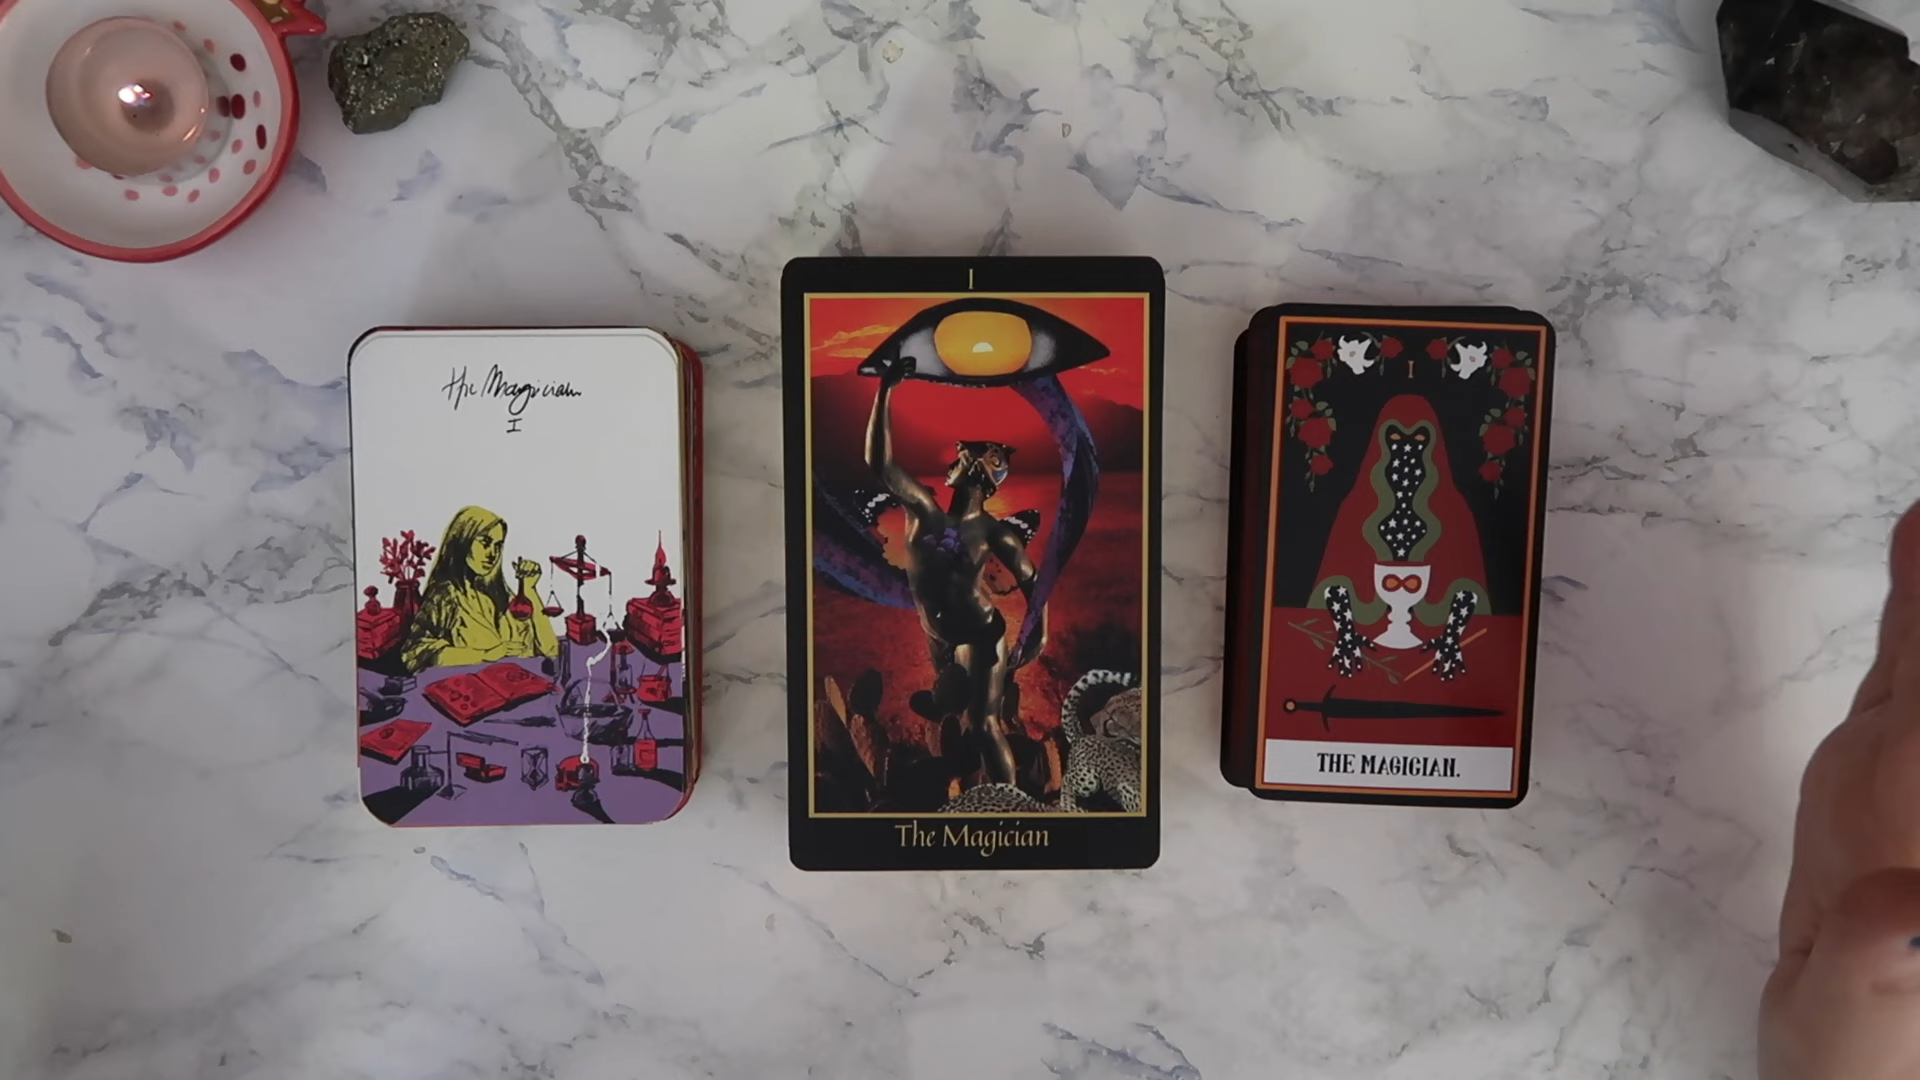 the Magician
I
I
The Magician
I
THE MAGICIAN.